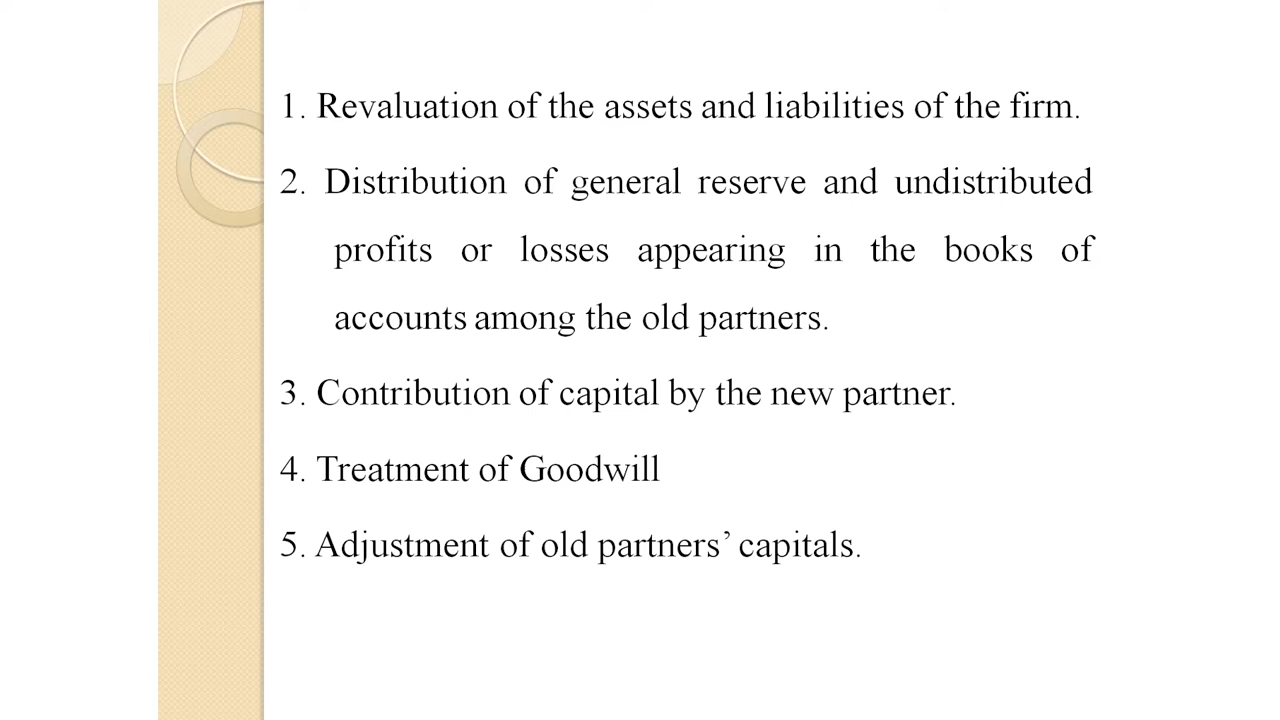 1. Revaluation of the assets and liabilities of the firm.
2. Distribution of general reserve and undistributed
profits or losses appearing in the books of
accounts among the old partners.
3. Contribution of capital by the new partner.
4. Treatment of Goodwill
5. Adjustment of old partners’ capitals.